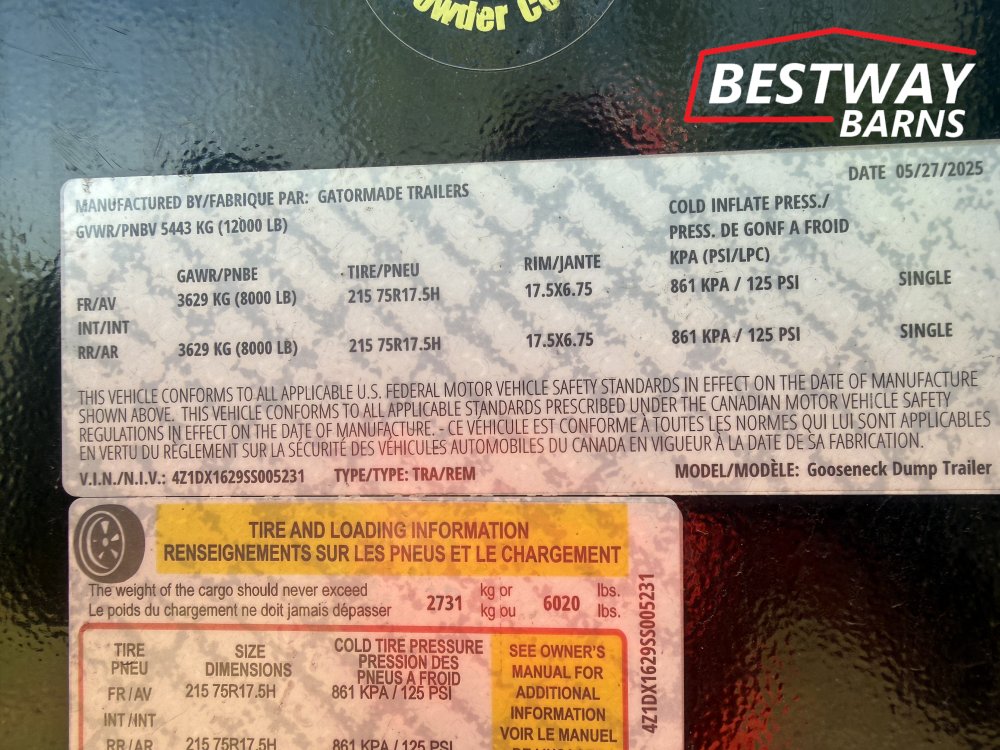 Powder Co
BESTWAY
BARNS
DATE 05/27/2025
MANUFACTURED BY/FABRIQUE PAR: GATORMADE TRAILERS
GVWR/PNBV 5443 KG (12000 LB)
COLD INFLATE PRESS./
PRESS. DE GONF A FROID
GAWR/PNBE TIRE/PNEU RIM/JANTE KPA (PSI/LPC)
FR/AV 3629 KG (8000 LB) 215 75R17.5H 17.5X6.75 861 KPA / 125 PSI SINGLE
INT/INT
RR/AR 3629 KG (8000 LB) 215 75R17.5H 17.5X6.75 861 KPA / 125 PSI SINGLE
THIS VEHICLE CONFORMS TO ALL APPLICABLE U.S. FEDERAL MOTOR VEHICLE SAFETY STANDARDS IN EFFECT ON THE DATE OF MANUFACTURE
SHOWN ABOVE. THIS VEHICLE CONFORMS TO ALL APPLICABLE STANDARDS PRESCRIBED UNDER THE CANADIAN MOTOR VEHICLE SAFETY
REGULATIONS IN EFFECT ON THE DATE OF MANUFACTURE. - CE VÉHICULE EST CONFORME À TOUTES LES NORMES QUI LUI SONT APPLICABLES
EN VERTU DU RÈGLEMENT SUR LA SÉCURITÉ DES VÉHICULES AUTOMOBILES DU CANADA EN VIGUEUR À LA DATE DE SA FABRICATION.
V.I.N./N.I.V.: 4Z1DX1629SS005231 TYPE/TYPE: TRA/REM MODEL/MODÈLE: Gooseneck Dump Trailer
TIRE AND LOADING INFORMATION
RENSEIGNEMENTS SUR LES PNEUS ET LE CHARGEMENT
The weight of the cargo should never exceed kg or lbs.
Le poids du chargement ne doit jamais dépasser 2731 kg ou 6020 lbs.
TIRE SIZE COLD TIRE PRESSURE
PNEU DIMENSIONS PRESSION DES
PNEUS A FROID
FR/AV 215 75R17.5H 861 KPA / 125 PSI
INT /INT
RR/AR 215 75R17.5H 861 KPA / 125 PSI
SEE OWNER'S
MANUAL FOR
ADDITIONAL
INFORMATION
VOIR LE MANUEL
4Z1DX1629SS005231